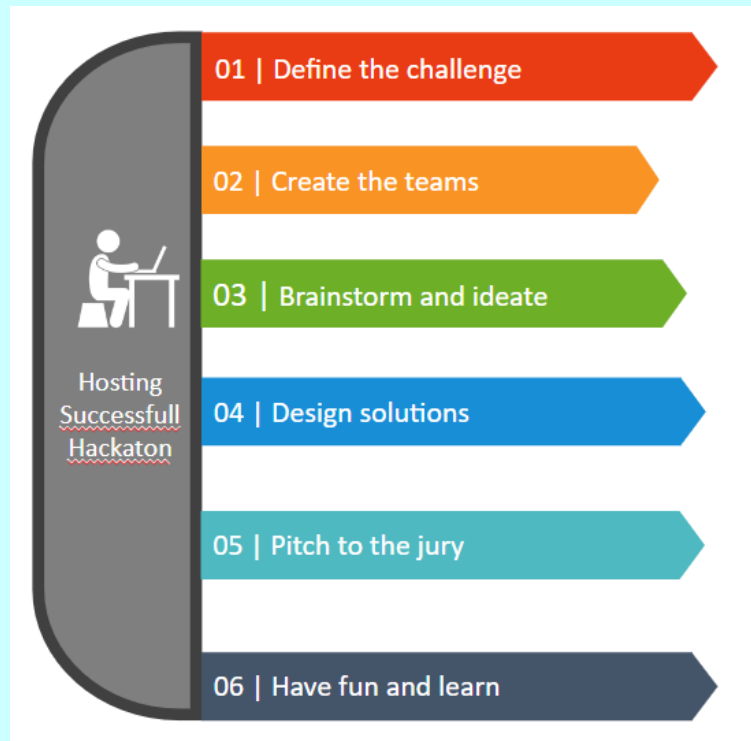 01 | Define the challenge
02 | Create the teams
03 | Brainstorm and ideate
Hosting
Successfull
Hackaton
04 | Design solutions
05 | Pitch to the jury
06 | Have fun and learn